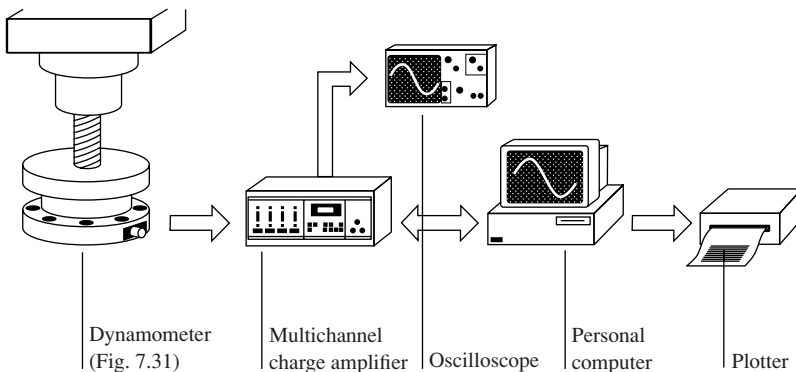 Dynamometer
(Fig. 7.31)
Multichannel
charge amplifier
Oscilloscope
Personal
computer
Plotter